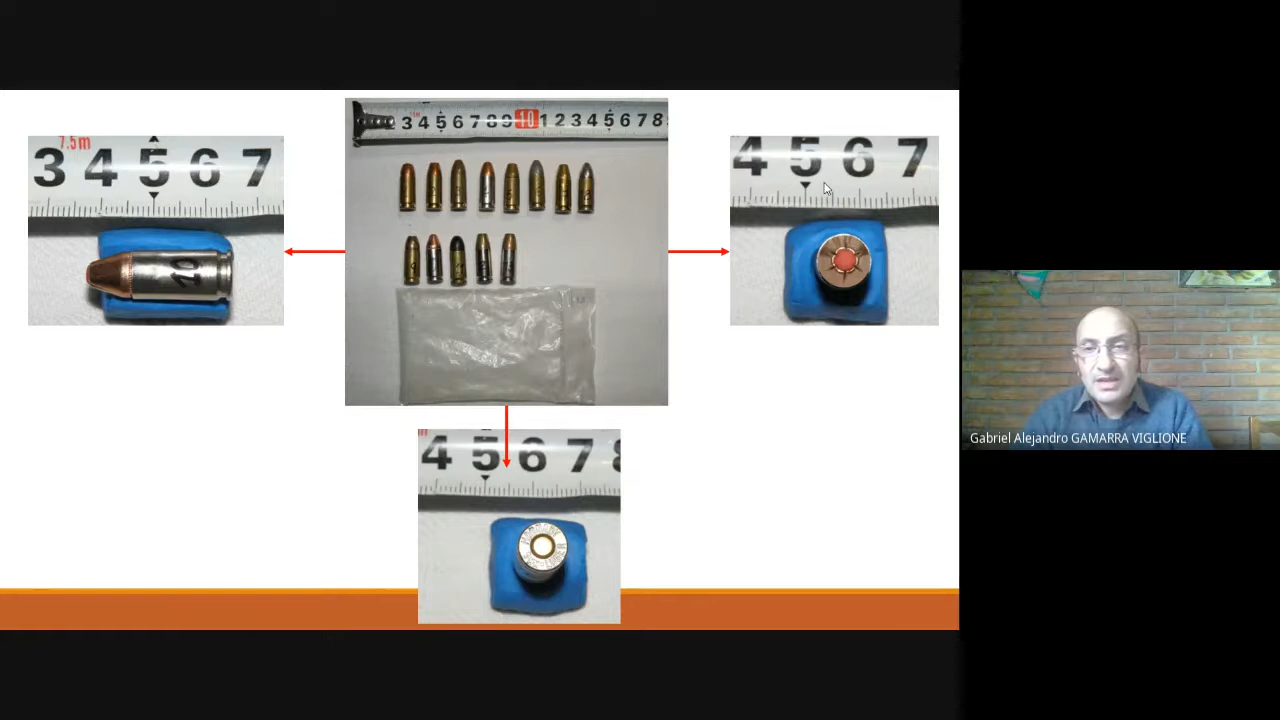 7.5m
3 4 5 6 7
3 4 5 6 7 8 9 10 1 2 3 4 5 6 7 8
4 5 6 7
10
4 5 6 7 8
Gabriel Alejandro GAMARRA VIGLIONE